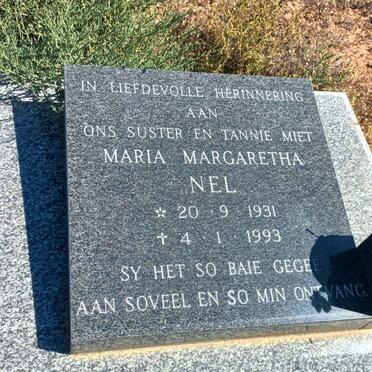 IN LIEFDEVOLLE HERINNERING
AAN
ONS SUSTER EN TANNIE MIET
MARIA MARGARETHA
NEL
☆ 20 · 9 · 1931
✝ 4 · 1 · 1993
SY HET SO BAIE GEGEE
AAN SOVEEL EN SO MIN ONTVANG.